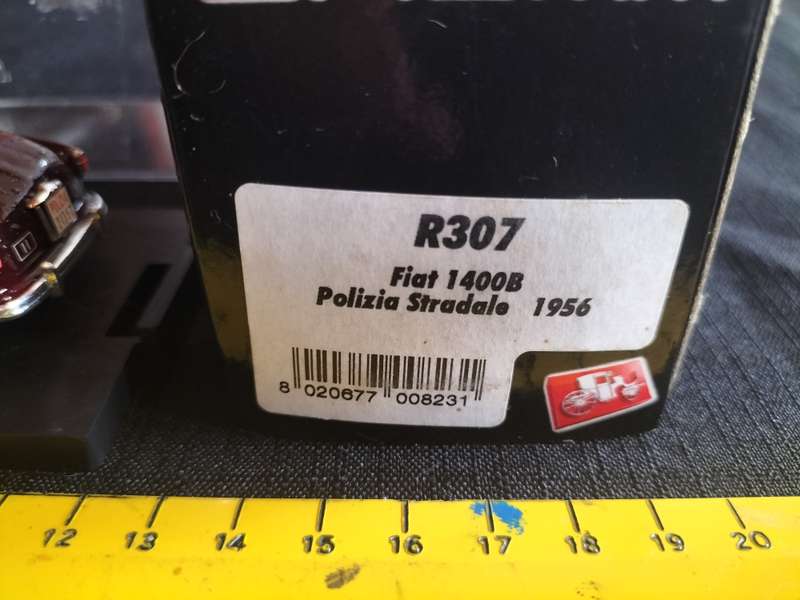 R307
Fiat 1400B
Polizia Stradale 1956
8 020677 008231
12 13 14 15 16 17 18 19 20